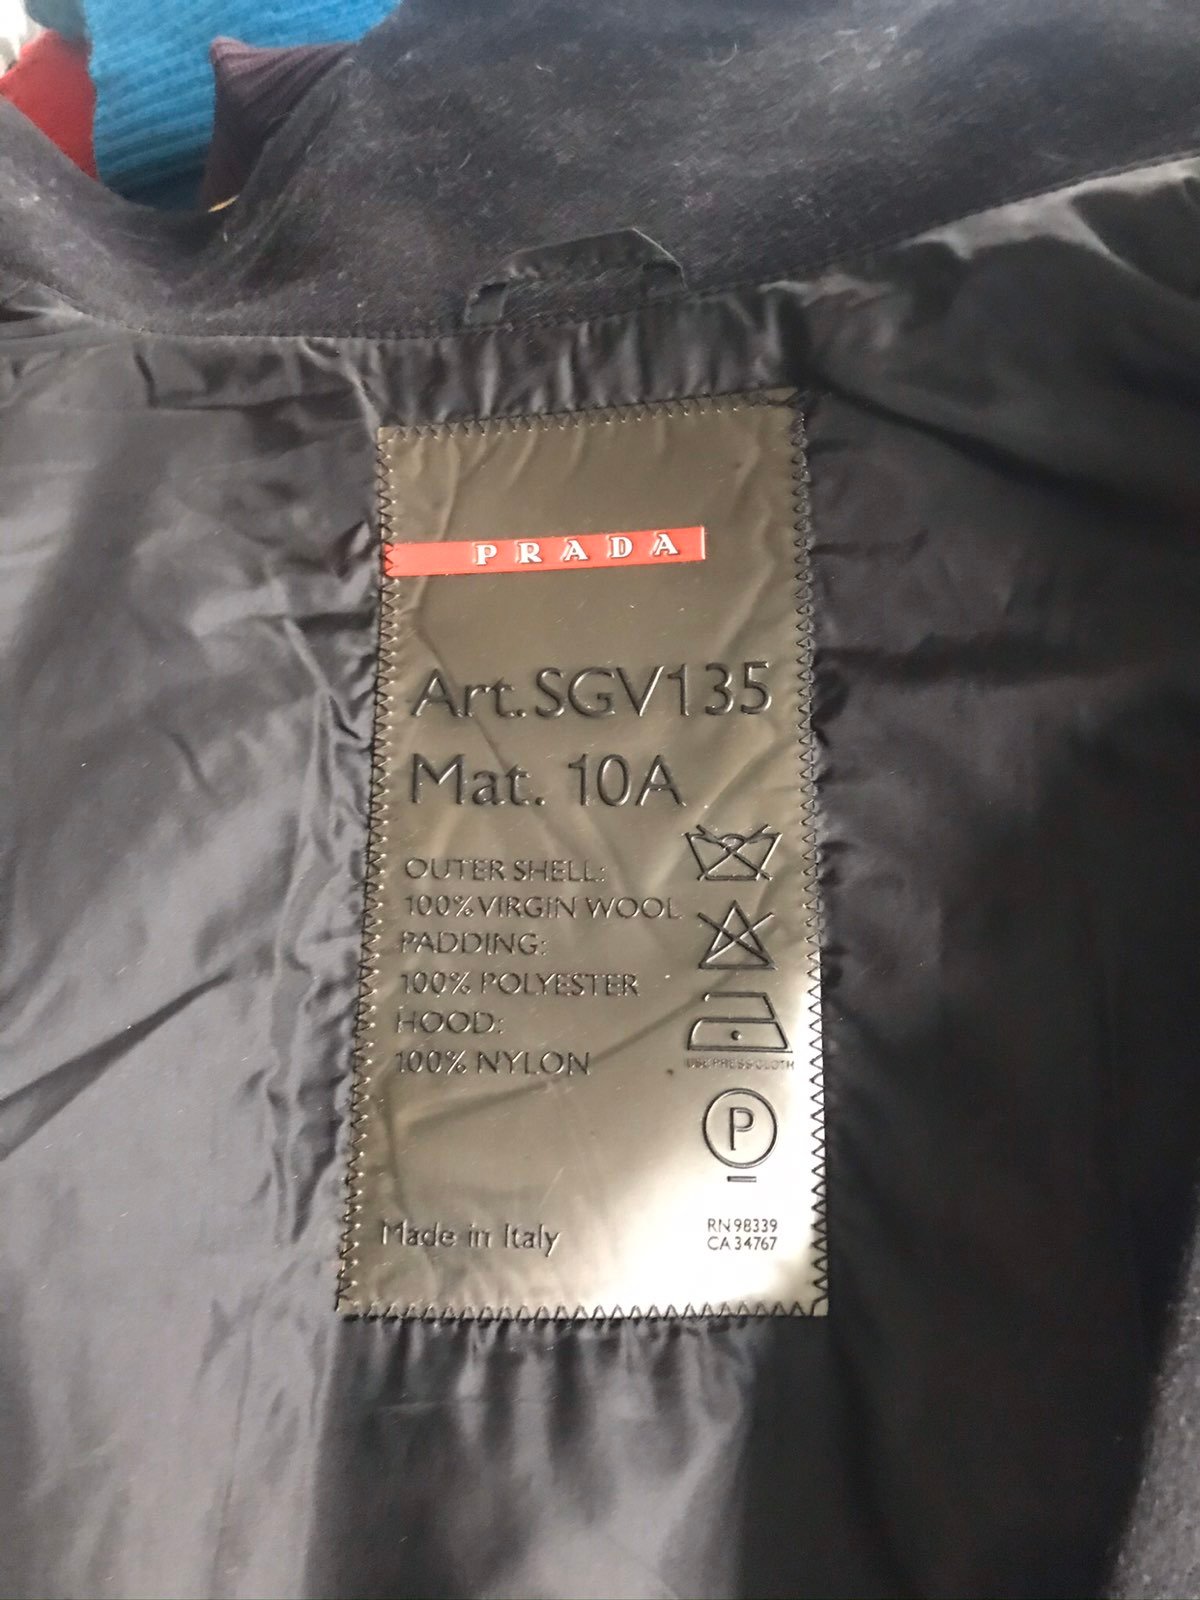 PRADA
Art. SGV135
Mat. 10A
OUTER SHELL:
100% VIRGIN WOOL
PADDING:
100% POLYESTER
HOOD:
100% NYLON
USE PRESS CLOTH
P
Made in Italy
RN 98339
CA 34767